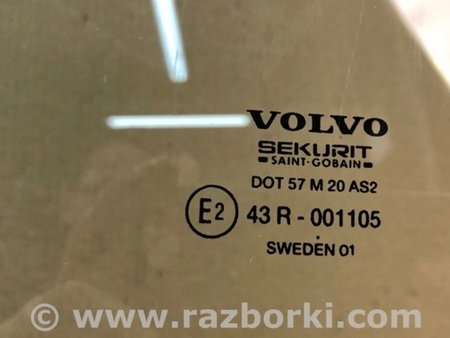 VOLVO
SEKURIT
SAINT-GOBAIN
DOT 57 M 20 AS2
E2 43 R - 001105
SWEDEN 01
© www.razborki.com